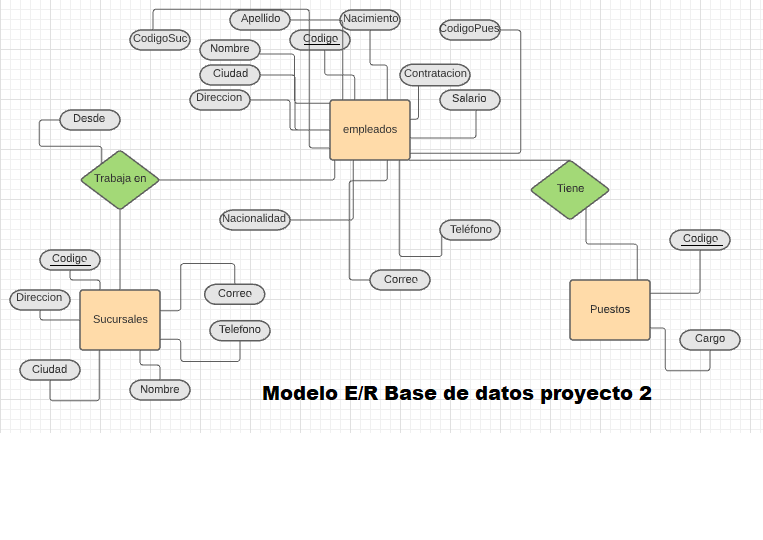 Apellido
Nacimiento
CodigoSuc
Codigo
CodigoPues
Nombre
Ciudad
Contratacion
Direccion
Salario
Desde
empleados
Trabaja en
Tiene
Nacionalidad
Teléfono
Codigo
Codigo
Correo
Direccion
Correo
Sucursales
Telefono
Puestos
Cargo
Ciudad
Nombre
Modelo E/R Base de datos proyecto 2